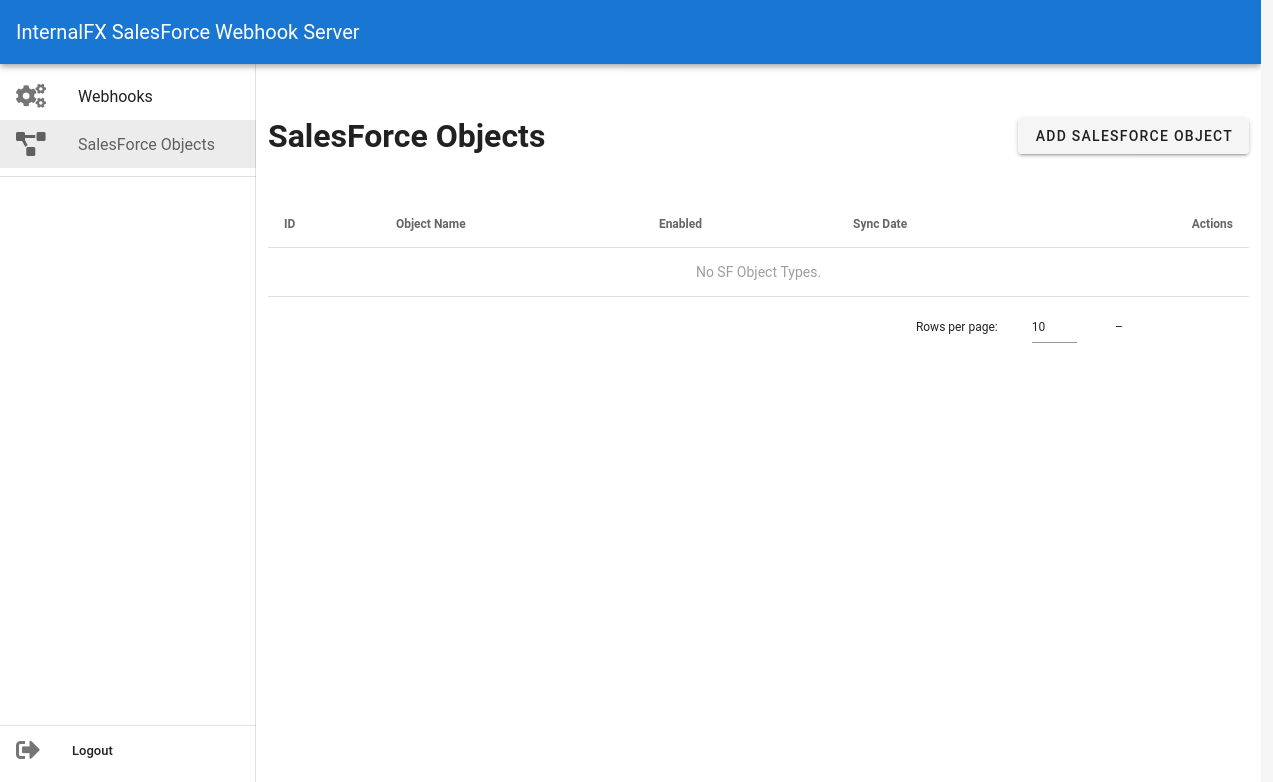 InternalFX SalesForce Webhook Server
Webhooks
SalesForce Objects
SalesForce Objects
ADD SALESFORCE OBJECT
ID Object Name Enabled Sync Date Actions
No SF Object Types.
Rows per page: 10 –
Logout